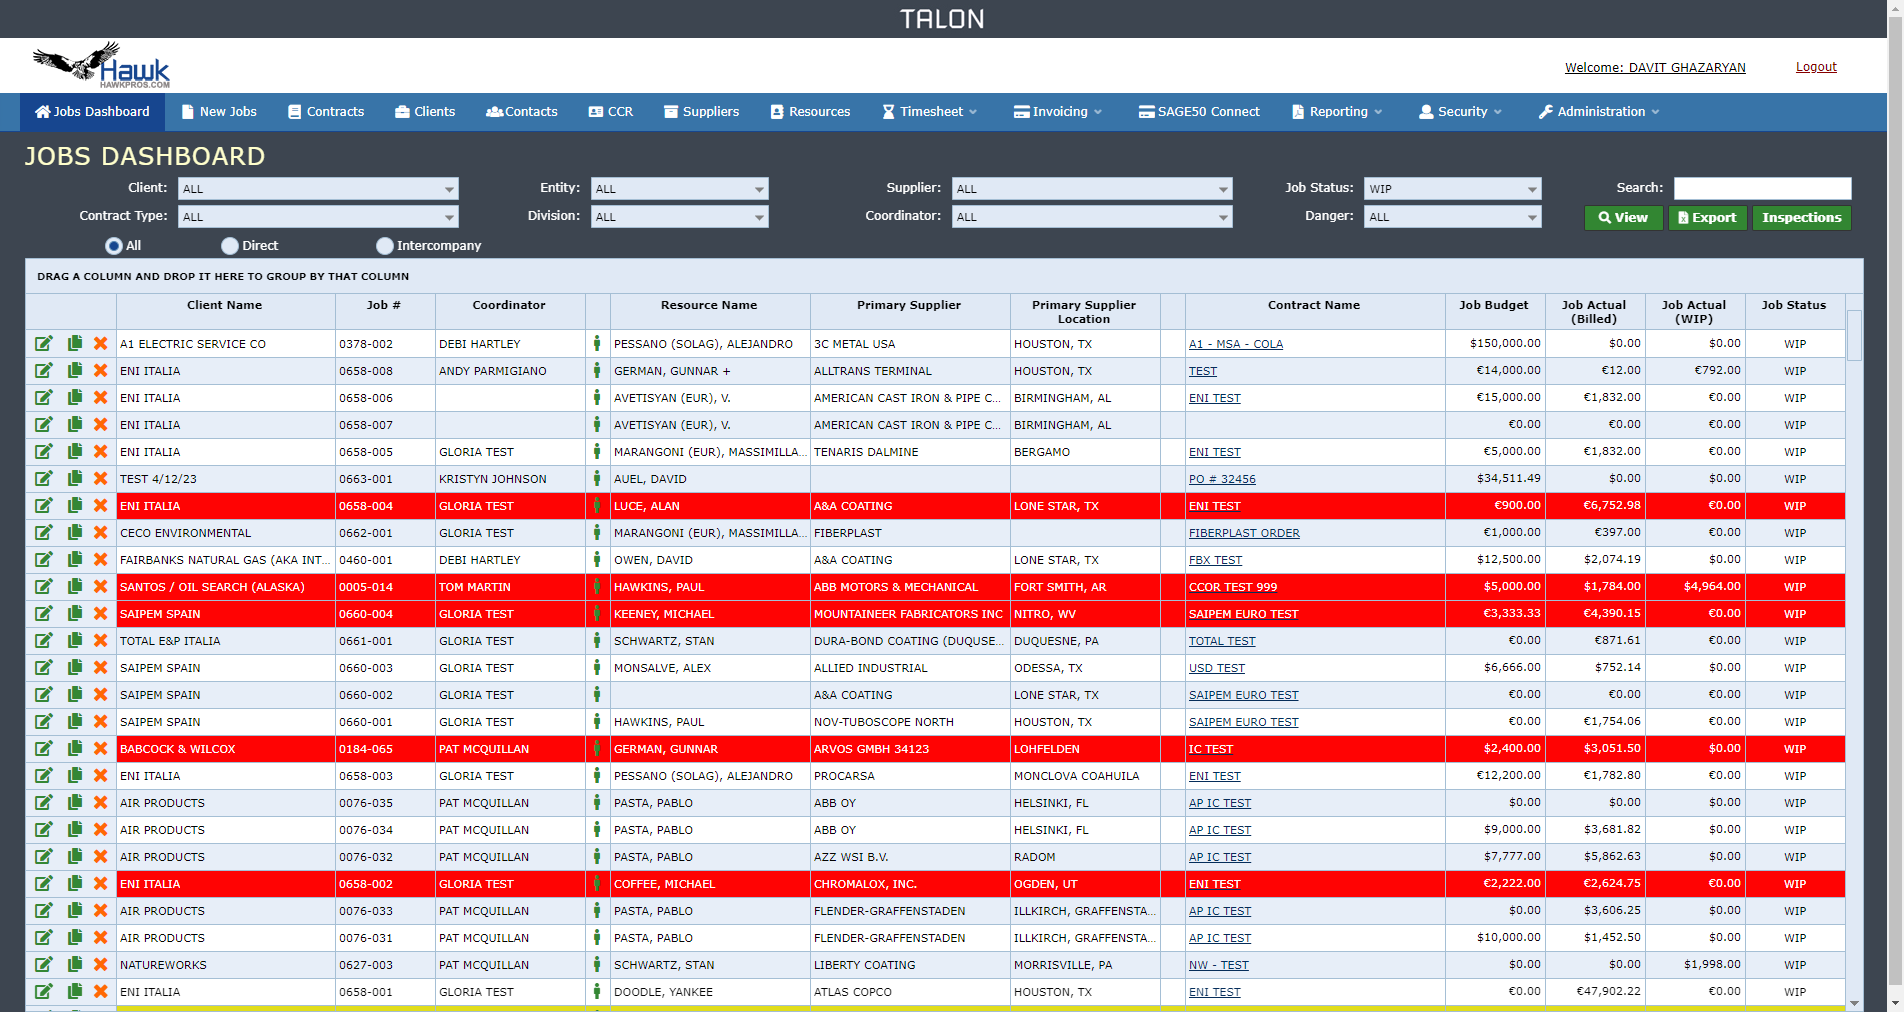 TALON
Hawk
HAWKPROS.COM
Welcome: DAVIT GHAZARYAN Logout
Jobs Dashboard New Jobs Contracts Clients Contacts CCR Suppliers Resources Timesheet Invoicing SAGE50 Connect Reporting Security Administration
JOBS DASHBOARD
Client: ALL Entity: ALL Supplier: ALL Job Status: WIP Search:
Contract Type: ALL Division: ALL Coordinator: ALL Danger: ALL View Export Inspections
All Direct Intercompany
DRAG A COLUMN AND DROP IT HERE TO GROUP BY THAT COLUMN
Client Name Job # Coordinator Resource Name Primary Supplier Primary Supplier Location Contract Name Job Budget Job Actual (Billed) Job Actual (WIP) Job Status
A1 ELECTRIC SERVICE CO 0378-002 DEBI HARTLEY PESSANO (SOLAG), ALEJANDRO 3C METAL USA HOUSTON, TX A1 - MSA - COLA $150,000.00 $0.00 $0.00 WIP
ENI ITALIA 0658-008 ANDY PARMIGIANO GERMAN, GUNNAR + ALLTRANS TERMINAL HOUSTON, TX TEST €14,000.00 €12.00 €792.00 WIP
ENI ITALIA 0658-006 AVETISYAN (EUR), V. AMERICAN CAST IRON & PIPE C... BIRMINGHAM, AL ENI TEST €15,000.00 €1,832.00 €0.00 WIP
ENI ITALIA 0658-007 AVETISYAN (EUR), V. AMERICAN CAST IRON & PIPE C... BIRMINGHAM, AL €0.00 €0.00 €0.00 WIP
ENI ITALIA 0658-005 GLORIA TEST MARANGONI (EUR), MASSIMILLA... TENARIS DALMINE BERGAMO ENI TEST €5,000.00 €1,832.00 €0.00 WIP
TEST 4/12/23 0663-001 KRISTYN JOHNSON AUEL, DAVID PO # 32456 $34,511.49 $0.00 $0.00 WIP
ENI ITALIA 0658-004 GLORIA TEST LUCE, ALAN A&A COATING LONE STAR, TX ENI TEST €900.00 €6,752.98 €0.00 WIP
CECO ENVIRONMENTAL 0662-001 GLORIA TEST MARANGONI (EUR), MASSIMILLA... FIBERPLAST FIBERPLAST ORDER €1,000.00 €397.00 €0.00 WIP
FAIRBANKS NATURAL GAS (AKA INT... 0460-001 DEBI HARTLEY OWEN, DAVID A&A COATING LONE STAR, TX FBX TEST $12,500.00 $2,074.19 $0.00 WIP
SANTOS / OIL SEARCH (ALASKA) 0005-014 TOM MARTIN HAWKINS, PAUL ABB MOTORS & MECHANICAL FORT SMITH, AR CCOR TEST 999 $5,000.00 $1,784.00 $4,964.00 WIP
SAIPEM SPAIN 0660-004 GLORIA TEST KEENEY, MICHAEL MOUNTAINEER FABRICATORS INC NITRO, WV SAIPEM EURO TEST €3,333.33 €4,390.15 €0.00 WIP
TOTAL E&P ITALIA 0661-001 GLORIA TEST SCHWARTZ, STAN DURA-BOND COATING (DUQUSE... DUQUESNE, PA TOTAL TEST €0.00 €871.61 €0.00 WIP
SAIPEM SPAIN 0660-003 GLORIA TEST MONSALVE, ALEX ALLIED INDUSTRIAL ODESSA, TX USD TEST $6,666.00 $752.14 $0.00 WIP
SAIPEM SPAIN 0660-002 GLORIA TEST A&A COATING LONE STAR, TX SAIPEM EURO TEST €0.00 €0.00 €0.00 WIP
SAIPEM SPAIN 0660-001 GLORIA TEST HAWKINS, PAUL NOV-TUBOSCOPE NORTH HOUSTON, TX SAIPEM EURO TEST €0.00 €1,754.06 €0.00 WIP
BABCOCK & WILCOX 0184-065 PAT MCQUILLAN GERMAN, GUNNAR ARVOS GMBH 34123 LOHFELDEN IC TEST $2,400.00 $3,051.50 $0.00 WIP
ENI ITALIA 0658-003 GLORIA TEST PESSANO (SOLAG), ALEJANDRO PROCARSA MONCLOVA COAHUILA ENI TEST €12,200.00 €1,782.80 €0.00 WIP
AIR PRODUCTS 0076-035 PAT MCQUILLAN PASTA, PABLO ABB OY HELSINKI, FL AP IC TEST $0.00 $0.00 $0.00 WIP
AIR PRODUCTS 0076-034 PAT MCQUILLAN PASTA, PABLO ABB OY HELSINKI, FL AP IC TEST $9,000.00 $3,681.82 $0.00 WIP
AIR PRODUCTS 0076-032 PAT MCQUILLAN PASTA, PABLO AZZ WSI B.V. RADOM AP IC TEST $7,777.00 $5,862.63 $0.00 WIP
ENI ITALIA 0658-002 GLORIA TEST COFFEE, MICHAEL CHROMALOX, INC. OGDEN, UT ENI TEST €2,222.00 €2,624.75 €0.00 WIP
AIR PRODUCTS 0076-033 PAT MCQUILLAN PASTA, PABLO FLENDER-GRAFFENSTADEN ILLKIRCH, GRAFFENSTA... AP IC TEST $0.00 $3,606.25 $0.00 WIP
AIR PRODUCTS 0076-031 PAT MCQUILLAN PASTA, PABLO FLENDER-GRAFFENSTADEN ILLKIRCH, GRAFFENSTA... AP IC TEST $10,000.00 $1,452.50 $0.00 WIP
NATUREWORKS 0627-003 PAT MCQUILLAN SCHWARTZ, STAN LIBERTY COATING MORRISVILLE, PA NW - TEST $0.00 $0.00 $1,998.00 WIP
ENI ITALIA 0658-001 GLORIA TEST DOODLE, YANKEE ATLAS COPCO HOUSTON, TX ENI TEST €0.00 €47,902.22 €0.00 WIP